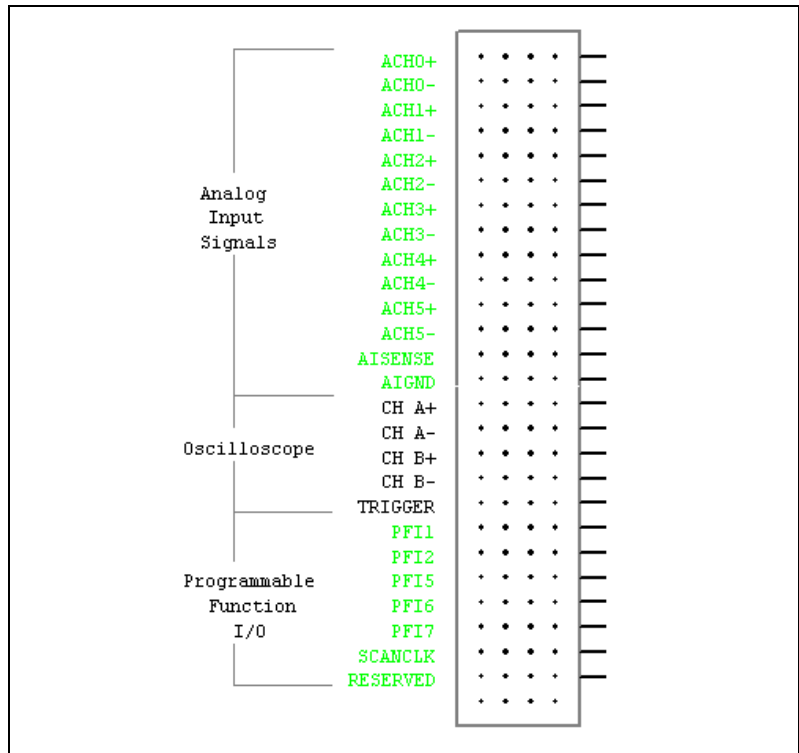 ACH0+
ACH0-
ACH1+
ACH1-
ACH2+
ACH2-
ACH3+
ACH3-
ACH4+
ACH4-
ACH5+
ACH5-
AISENSE
AIGND
Analog
Input
Signals
CH A+
CH A-
CH B+
CH B-
TRIGGER
Oscilloscope
PFI1
PFI2
PFI5
PFI6
PFI7
SCANCLK
RESERVED
Programmable
Function
I/O